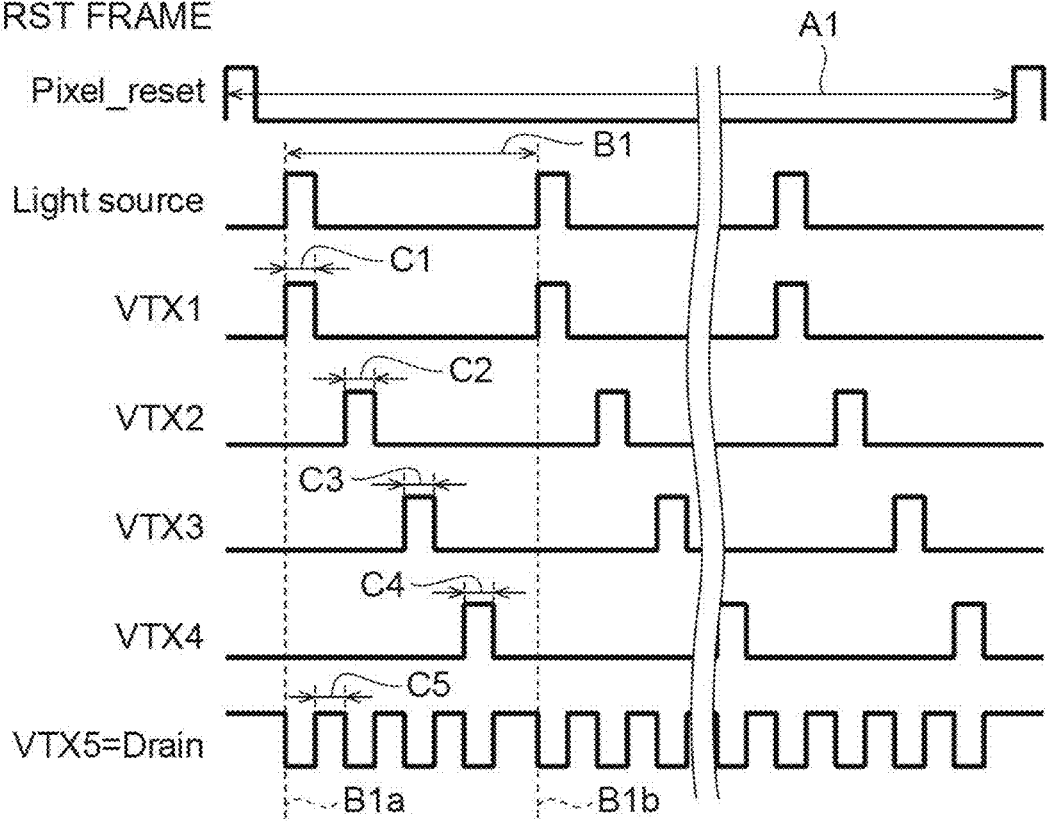 RST FRAME
A1
Pixel_reset
B1
Light source
C1
VTX1
C2
VTX2
C3
VTX3
C4
VTX4
C5
VTX5=Drain
B1a
B1b